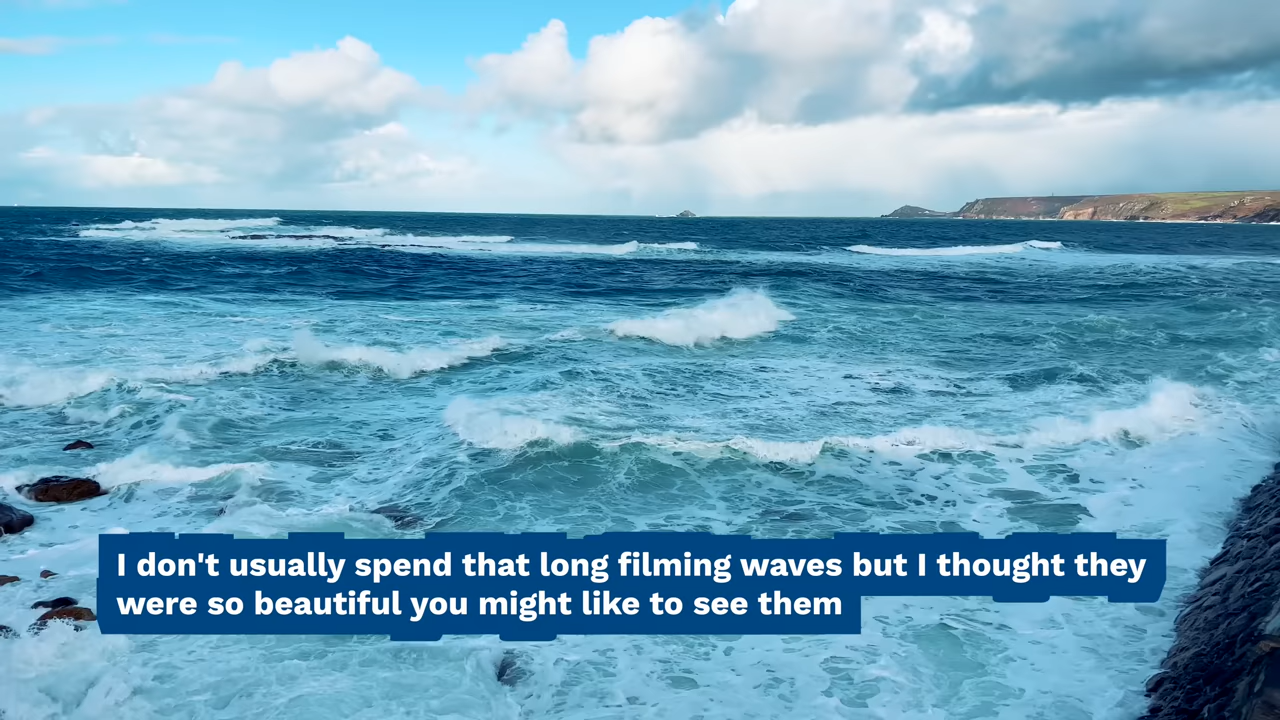 I don't usually spend that long filming waves but I thought they
were so beautiful you might like to see them